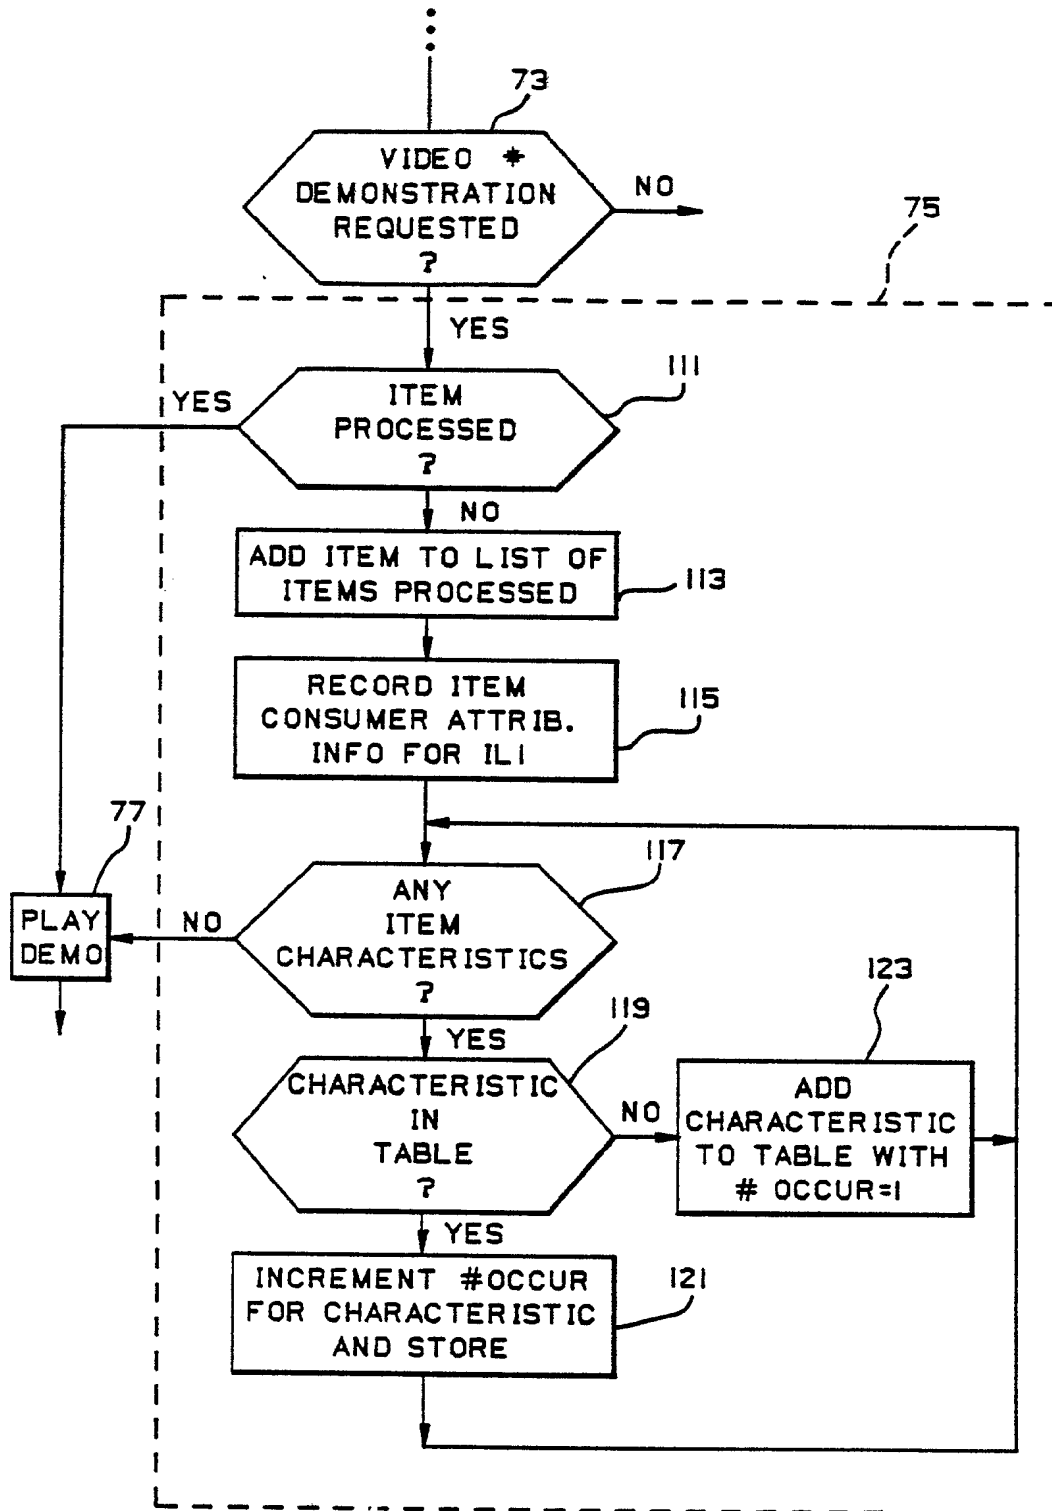 73
VIDEO *
DEMONSTRATION
REQUESTED
?
NO
75
YES
111
ITEM
PROCESSED
?
YES
NO
ADD ITEM TO LIST OF
ITEMS PROCESSED
113
RECORD ITEM
CONSUMER ATTRIB.
INFO FOR ILI
115
77
PLAY
DEMO
117
ANY
ITEM
CHARACTERISTICS
?
NO
YES
119
CHARACTERISTIC
IN
TABLE
?
NO
123
ADD
CHARACTERISTIC
TO TABLE WITH
# OCCUR=1
YES
INCREMENT #OCCUR
FOR CHARACTERISTIC
AND STORE
121